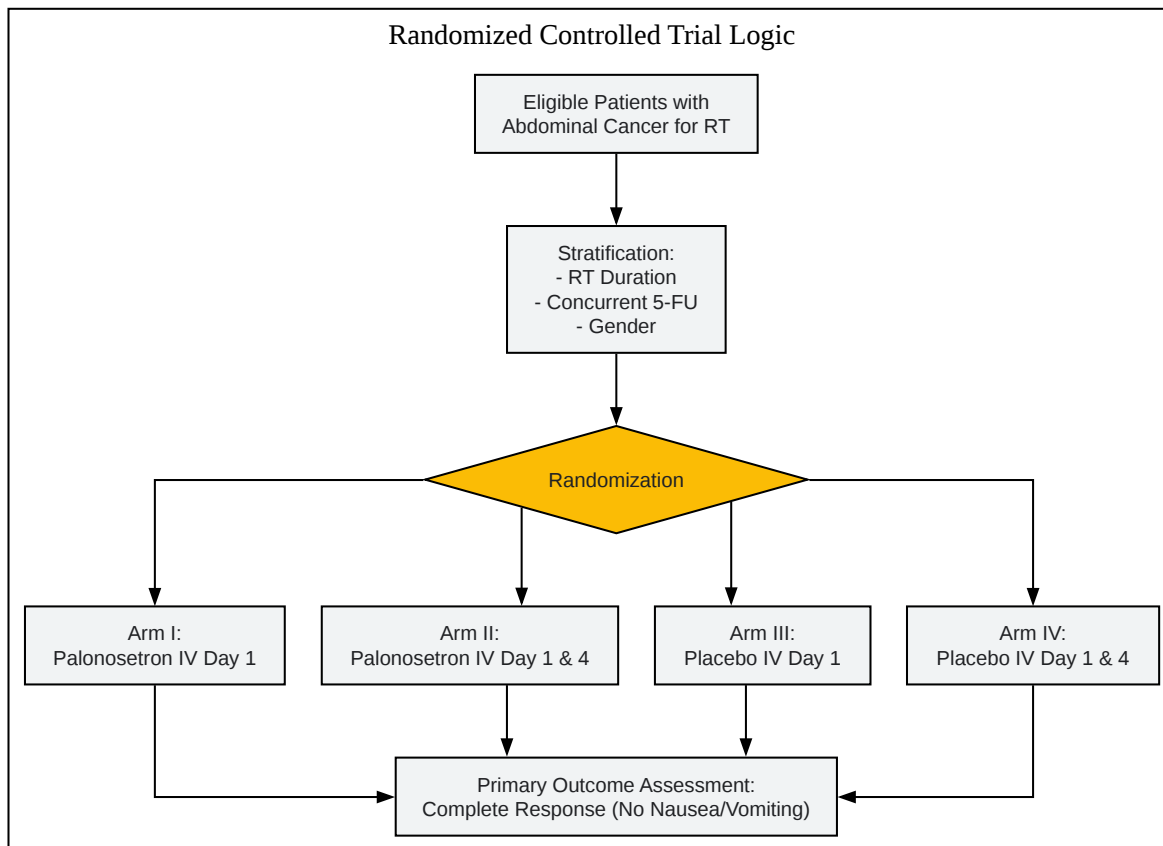 Randomized Controlled Trial Logic
Eligible Patients with
Abdominal Cancer for RT
Stratification:
- RT Duration
- Concurrent 5-FU
- Gender
Randomization
Arm I:
Palonosetron IV Day 1
Arm II:
Palonosetron IV Day 1 & 4
Arm III:
Placebo IV Day 1
Arm IV:
Placebo IV Day 1 & 4
Primary Outcome Assessment:
Complete Response (No Nausea/Vomiting)